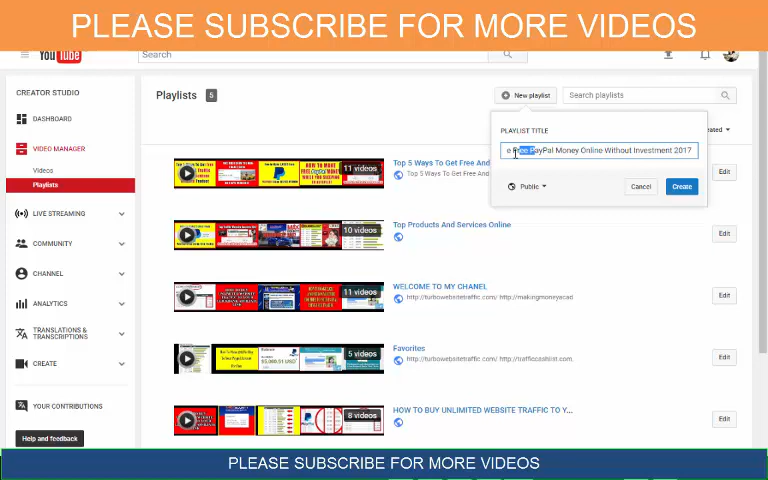 PLEASE SUBSCRIBE FOR MORE VIDEOS
YouTube
Search
CREATOR STUDIO
DASHBOARD
VIDEO MANAGER
Videos
Playlists
LIVE STREAMING
COMMUNITY
CHANNEL
ANALYTICS
TRANSLATIONS &
TRANSCRIPTIONS
CREATE
YOUR CONTRIBUTIONS
Help and feedback
Playlists 5
New playlist
Search playlists
PLAYLIST TITLE
e Free PayPal Money Online Without Investment 2017
Public
Cancel
Create
11 videos
Top 5 Ways To Get Free And
Top 5 Ways To Get Free And
Edit
10 videos
Top Products And Services Online
Edit
11 videos
WELCOME TO MY CHANEL
http://turbowebsitetraffic.com/ http://makingmoneyacad
Edit
5 videos
Favorites
http://turbowebsitetraffic.com/
Edit
8 videos
HOW TO BUY UNLIMITED WEBSITE TRAFFIC TO Y...
Edit
PLEASE SUBSCRIBE FOR MORE VIDEOS